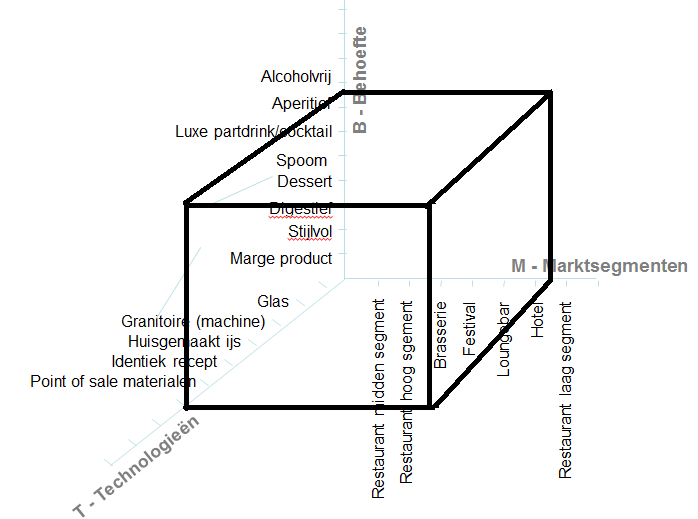 B - Behoefte
Alcoholvrij
Aperitief
Luxe partdrink/cocktail
Spoom
Dessert
Digestief
Stijlvol
Marge product
M - Marktsegmenten
Glas
Granitoire (machine)
Huisgemaakt ijs
Identiek recept
Point of sale materialen
T - Technologieën
Restaurant midden segment
Restaurant hoog sgement
Brasserie
Festival
Loungebar
Hotel
Restaurant laag segment